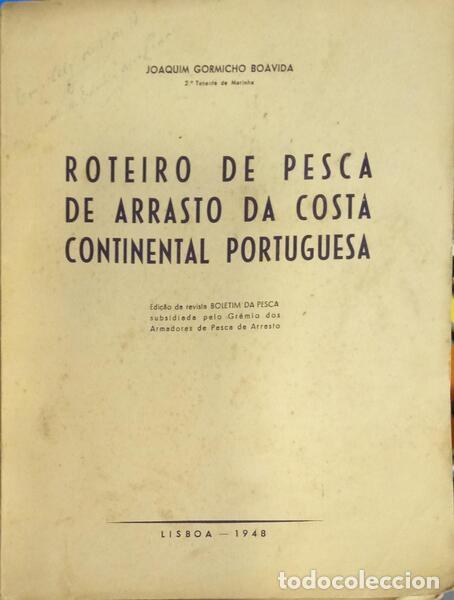 JOAQUIM GORMICHO BOAVIDA
2.º Tenente de Marinha
ROTEIRO DE PESCA
DE ARRASTO DA COSTA
CONTINENTAL PORTUGUESA
Edição da revista BOLETIM DA PESCA
subsidiada pelo Grémio dos
Armadores de Pesca de Arrasto
LISBOA — 1948
todocoleccion